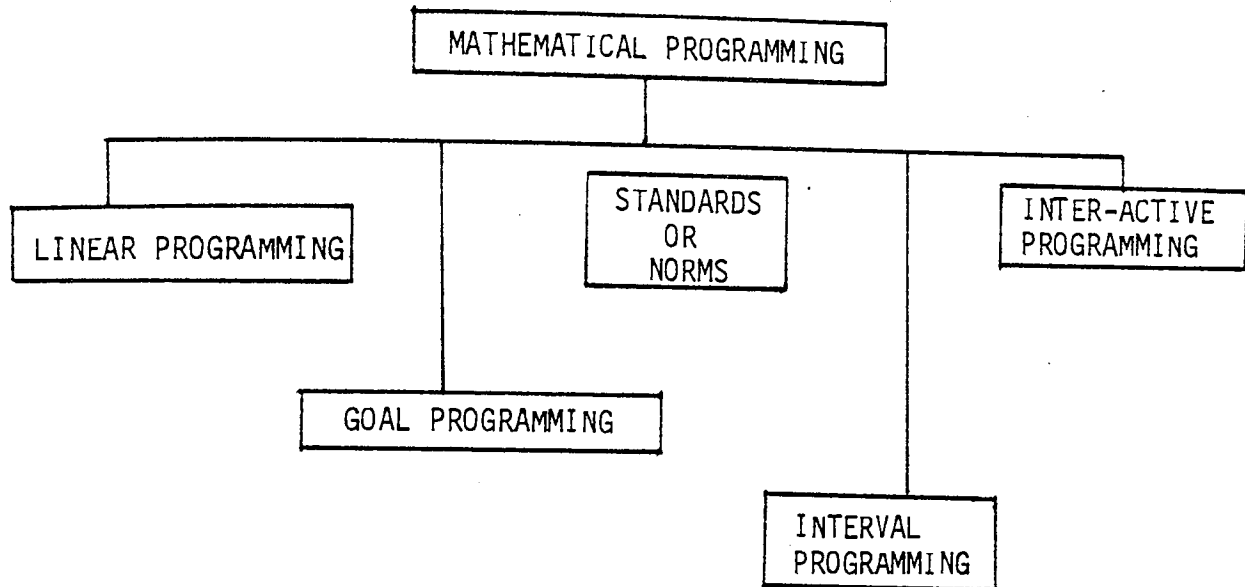 MATHEMATICAL PROGRAMMING
LINEAR PROGRAMMING
STANDARDS
OR
NORMS
INTER-ACTIVE
PROGRAMMING
GOAL PROGRAMMING
INTERVAL
PROGRAMMING